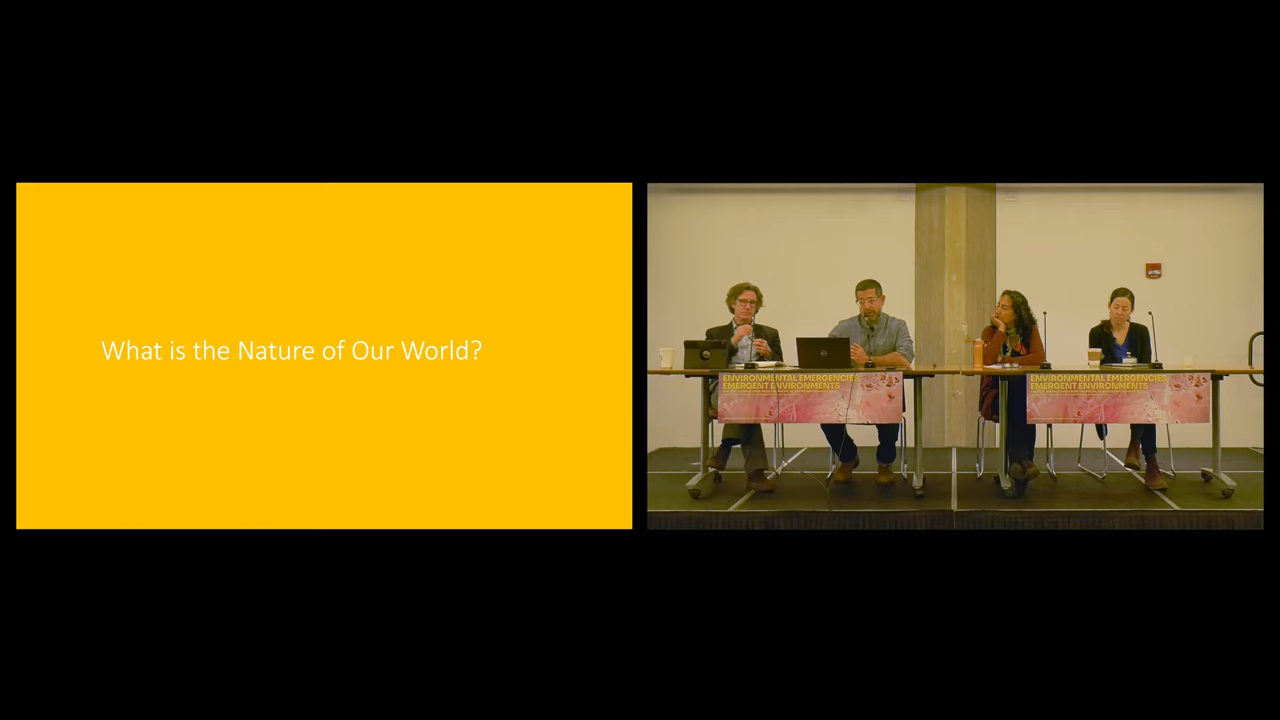 What is the Nature of Our World?
ENVIRONMENTAL EMERGENCIES,
EMERGENT ENVIRONMENTS
ENVIRONMENTAL EMERGENCIES,
EMERGENT ENVIRONMENTS